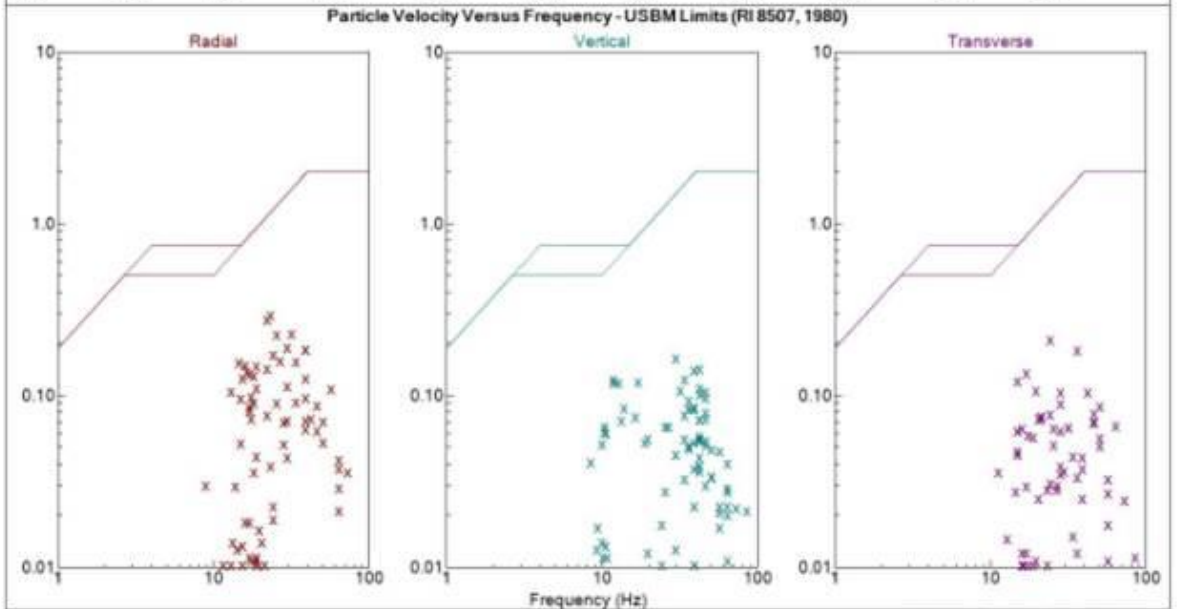 Particle Velocity Versus Frequency - USBM Limits (RI 8507, 1980)
Radial Vertical Transverse
10 10 10
1.0 1.0 1.0
0.10 0.10 0.10
0.01 0.01 0.01
1 10 100 1 10 100 1 10 100
Frequency (Hz)